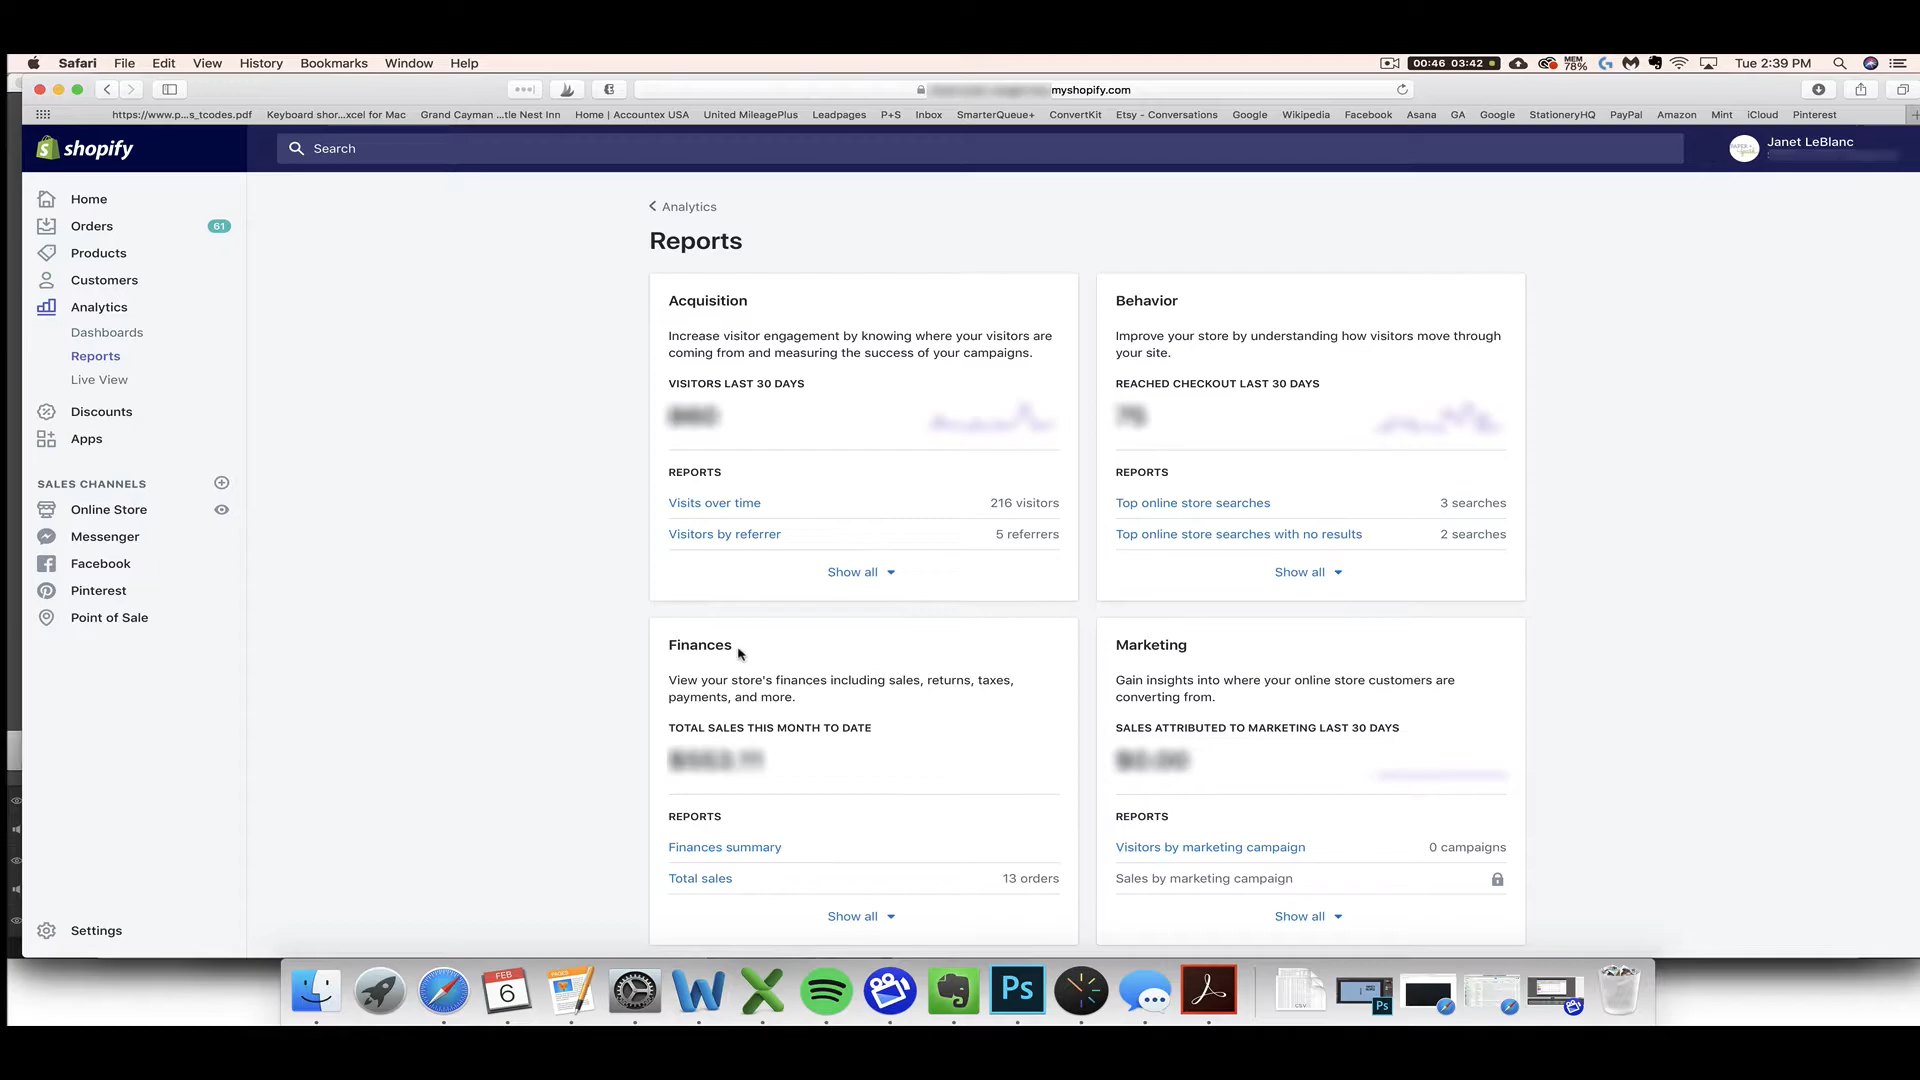 Safari File Edit View History Bookmarks Window Help
00:46 03:42
MEM
78%
Tue 2:39 PM
myshopify.com
https://www.p...s_tcodes.pdf Keyboard shor...xcel for Mac Grand Cayman ...tle Nest Inn Home | Accountex USA United MileagePlus Leadpages P+S Inbox SmarterQueue+ ConvertKit Etsy - Conversations Google Wikipedia Facebook Asana GA Google StationeryHQ PayPal Amazon Mint iCloud Pinterest
shopify
Search
Janet LeBlanc
Home
Orders 61
Products
Customers
Analytics
Dashboards
Reports
Live View
Discounts
Apps
SALES CHANNELS
Online Store
Messenger
Facebook
Pinterest
Point of Sale
Settings
Analytics
Reports
Acquisition
Increase visitor engagement by knowing where your visitors are
coming from and measuring the success of your campaigns.
VISITORS LAST 30 DAYS
REPORTS
Visits over time 216 visitors
Visitors by referrer 5 referrers
Show all
Behavior
Improve your store by understanding how visitors move through
your site.
REACHED CHECKOUT LAST 30 DAYS
REPORTS
Top online store searches 3 searches
Top online store searches with no results 2 searches
Show all
Finances
View your store's finances including sales, returns, taxes,
payments, and more.
TOTAL SALES THIS MONTH TO DATE
REPORTS
Finances summary
Total sales 13 orders
Show all
Marketing
Gain insights into where your online store customers are
converting from.
SALES ATTRIBUTED TO MARKETING LAST 30 DAYS
REPORTS
Visitors by marketing campaign 0 campaigns
Sales by marketing campaign
Show all
FEB
6
PAGES
W
Ps
CSV
Ps